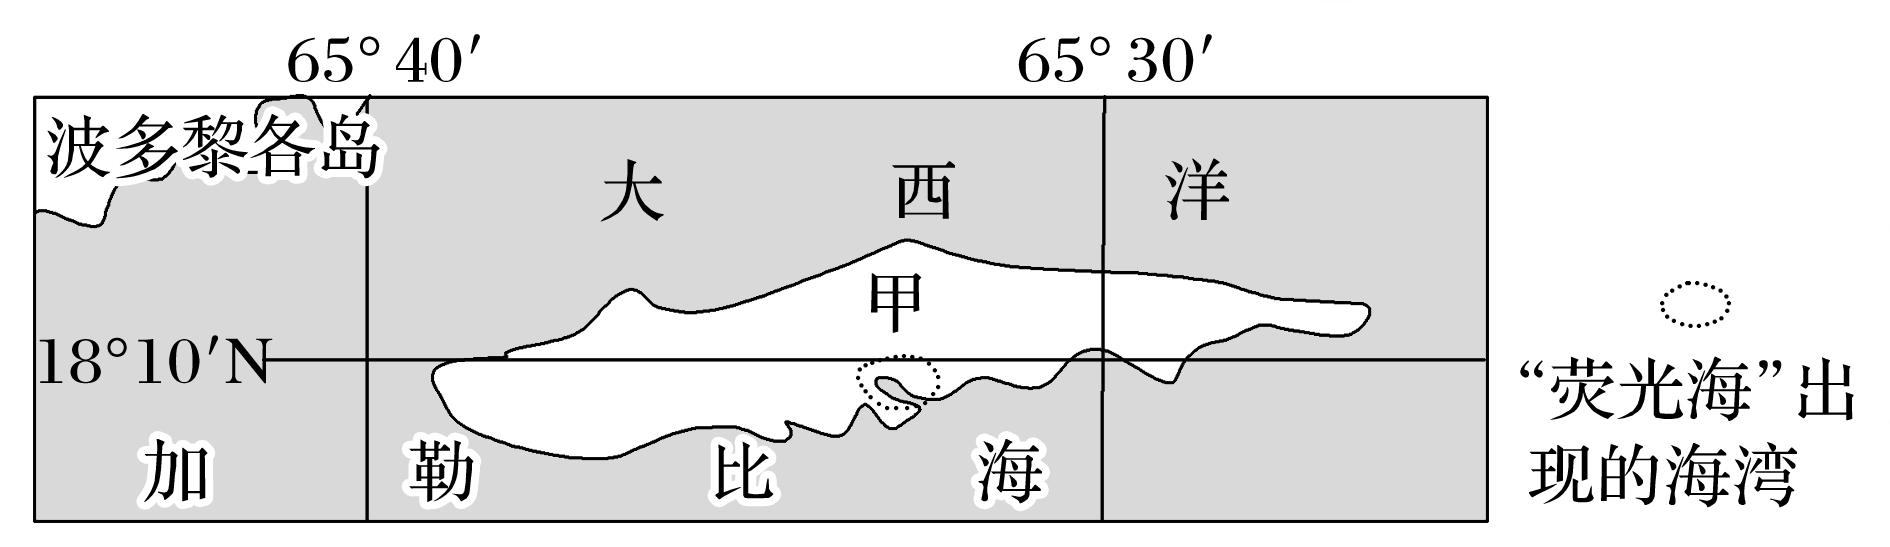 65°40′
65°30′
波多黎各岛
大西洋
甲
18°10′N
加勒比海
“荧光海”出
现的海湾